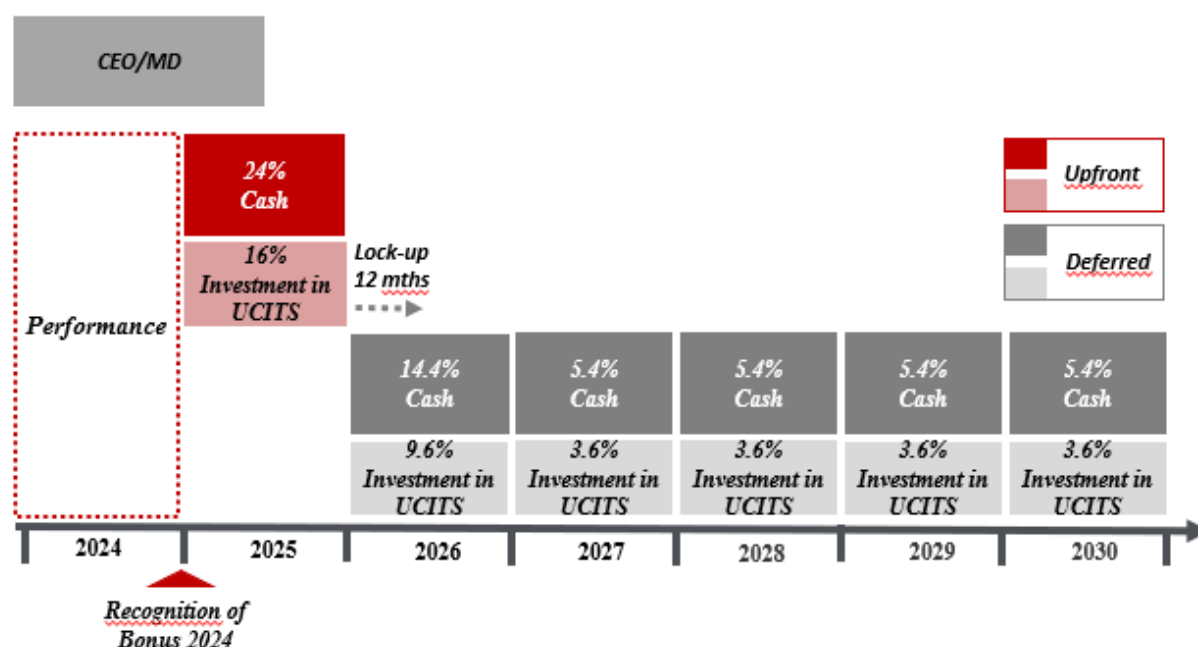 CEO/MD
Performance
24%
Cash
16%
Investment in
UCITS
Lock-up
12 mths
Upfront
Deferred
14.4%
Cash
9.6%
Investment in
UCITS
5.4%
Cash
3.6%
Investment in
UCITS
5.4%
Cash
3.6%
Investment in
UCITS
5.4%
Cash
3.6%
Investment in
UCITS
5.4%
Cash
3.6%
Investment in
UCITS
2024
2025
2026
2027
2028
2029
2030
Recognition of
Bonus 2024